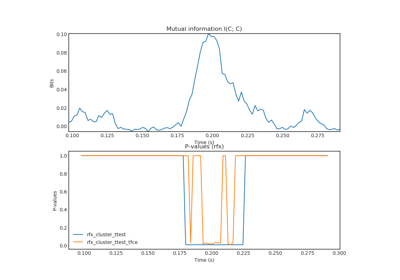 Mutual information I(C; C)
0.10
0.08
0.06
0.04
0.02
0.00
Bits
0.100 0.125 0.150 0.175 0.200 0.225 0.250 0.275
Time (s)
P-values (rfx)
1.0
0.8
0.6
0.4
0.2
0.0
P-values
rfx_cluster_ttest
rfx_cluster_ttest_tfce
0.100 0.125 0.150 0.175 0.200 0.225 0.250 0.275 0.300
Time (s)